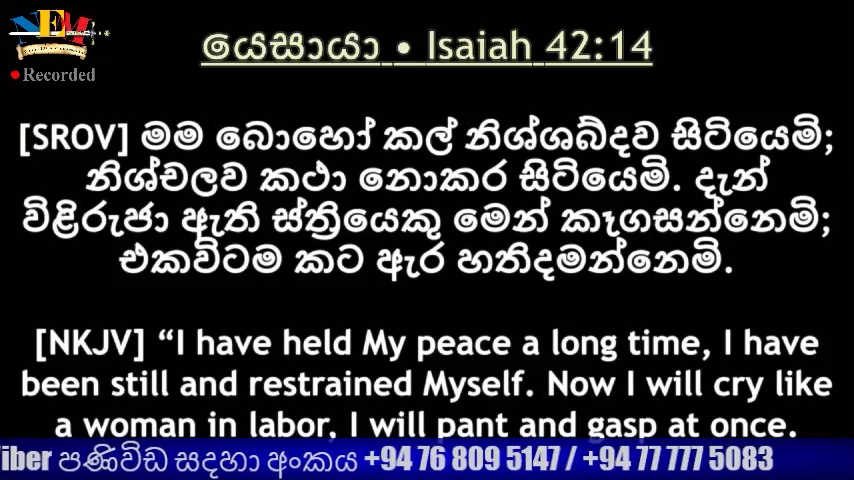 NEM
Recorded
යෙසායා • Isaiah 42:14
[SROV] මම බොහෝ කල් නිශ්ශබ්දව සිටියෙමි;
නිශ්චලව කථා නොකර සිටියෙමි. දැන්
විළිරුජා ඇති ස්ත්‍රියෙකු මෙන් කෑගසන්නෙමි;
එකවිටම කට ඇර හතිදමන්නෙමි.
[NKJV] “I have held My peace a long time, I have
been still and restrained Myself. Now I will cry like
a woman in labor, I will pant and gasp at once.
iber පණිවිඩ සදහා අංකය +94 76 809 5147 / +94 77 777 5083